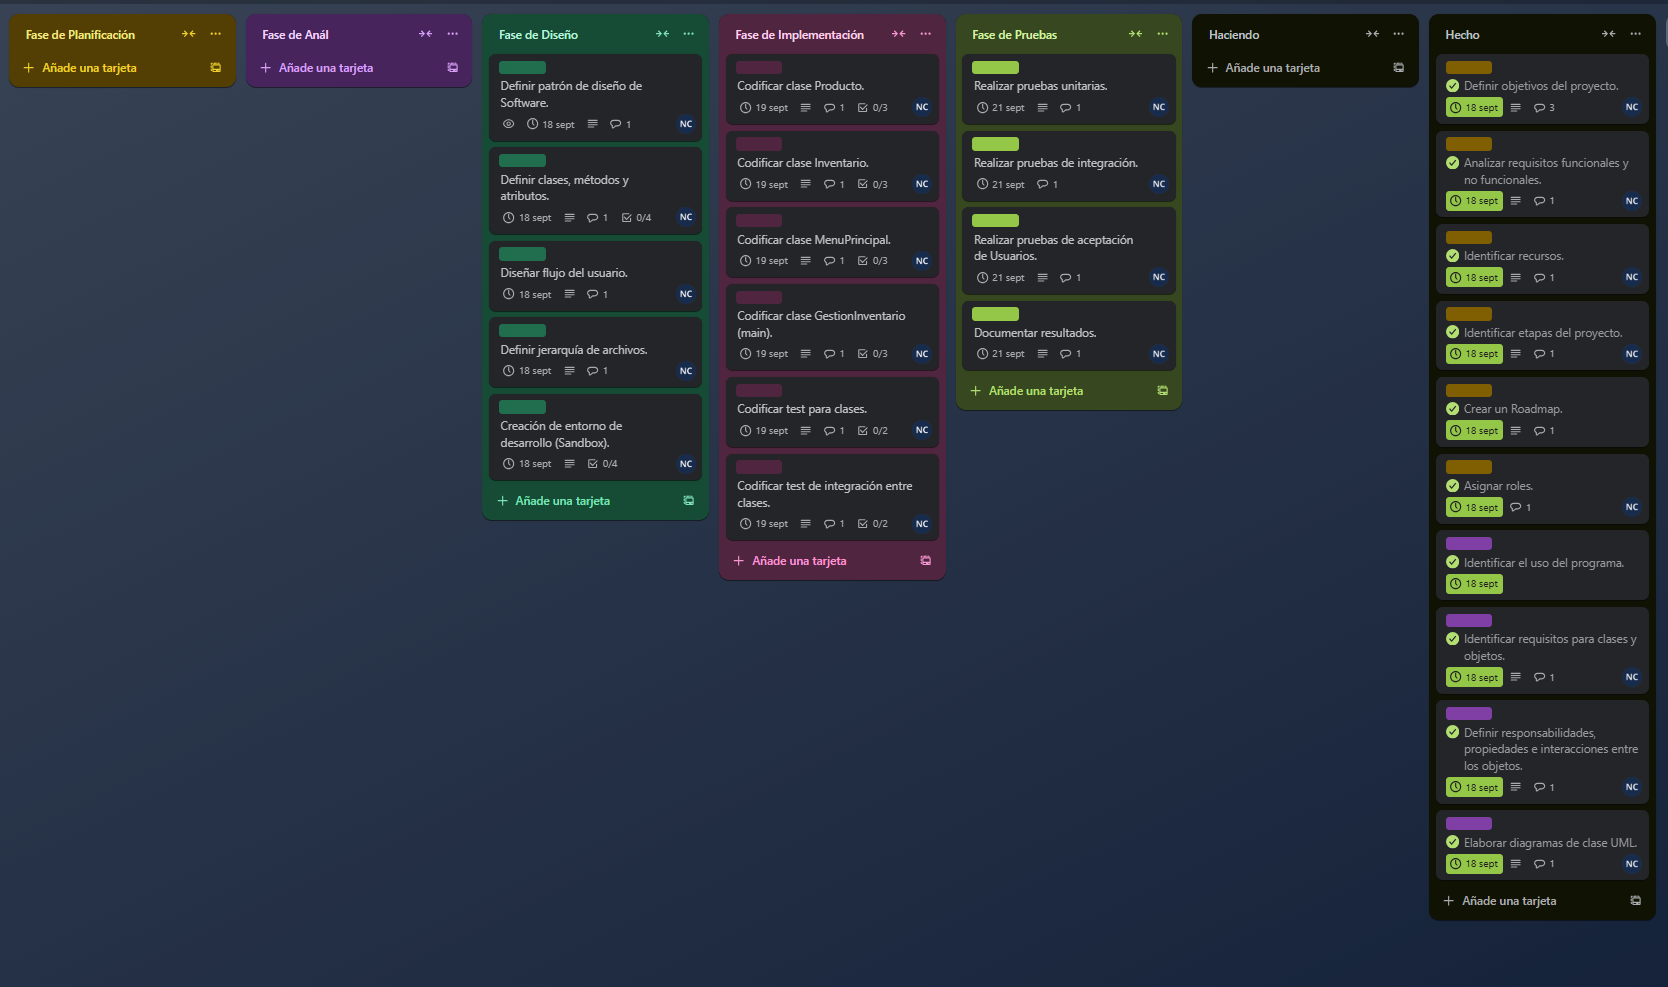 Fase de Planificación
Añade una tarjeta
Fase de Anál
Añade una tarjeta
Fase de Diseño
Definir patrón de diseño de
Software.
18 sept 1 NC
Definir clases, métodos y
atributos.
18 sept 1 0/4 NC
Diseñar flujo del usuario.
18 sept 1 NC
Definir jerarquía de archivos.
18 sept 1 NC
Creación de entorno de
desarrollo (Sandbox).
18 sept 0/4 NC
Añade una tarjeta
Fase de Implementación
Codificar clase Producto.
19 sept 1 0/3 NC
Codificar clase Inventario.
19 sept 1 0/3 NC
Codificar clase MenuPrincipal.
19 sept 1 0/3 NC
Codificar clase GestionInventario
(main).
19 sept 1 0/3 NC
Codificar test para clases.
19 sept 1 0/2 NC
Codificar test de integración entre
clases.
19 sept 1 0/2 NC
Añade una tarjeta
Fase de Pruebas
Realizar pruebas unitarias.
21 sept 1 NC
Realizar pruebas de integración.
21 sept 1 NC
Realizar pruebas de aceptación
de Usuarios.
21 sept 1 NC
Documentar resultados.
21 sept 1 NC
Añade una tarjeta
Haciendo
Añade una tarjeta
Hecho
Definir objetivos del proyecto.
18 sept 3 NC
Analizar requisitos funcionales y
no funcionales.
18 sept 1 NC
Identificar recursos.
18 sept 1 NC
Identificar etapas del proyecto.
18 sept 1 NC
Crear un Roadmap.
18 sept 1 NC
Asignar roles.
18 sept 1 NC
Identificar el uso del programa.
18 sept
Identificar requisitos para clases y
objetos.
18 sept 1 NC
Definir responsabilidades,
propiedades e interacciones entre
los objetos.
18 sept 1 NC
Elaborar diagramas de clase UML.
18 sept 1 NC
Añade una tarjeta